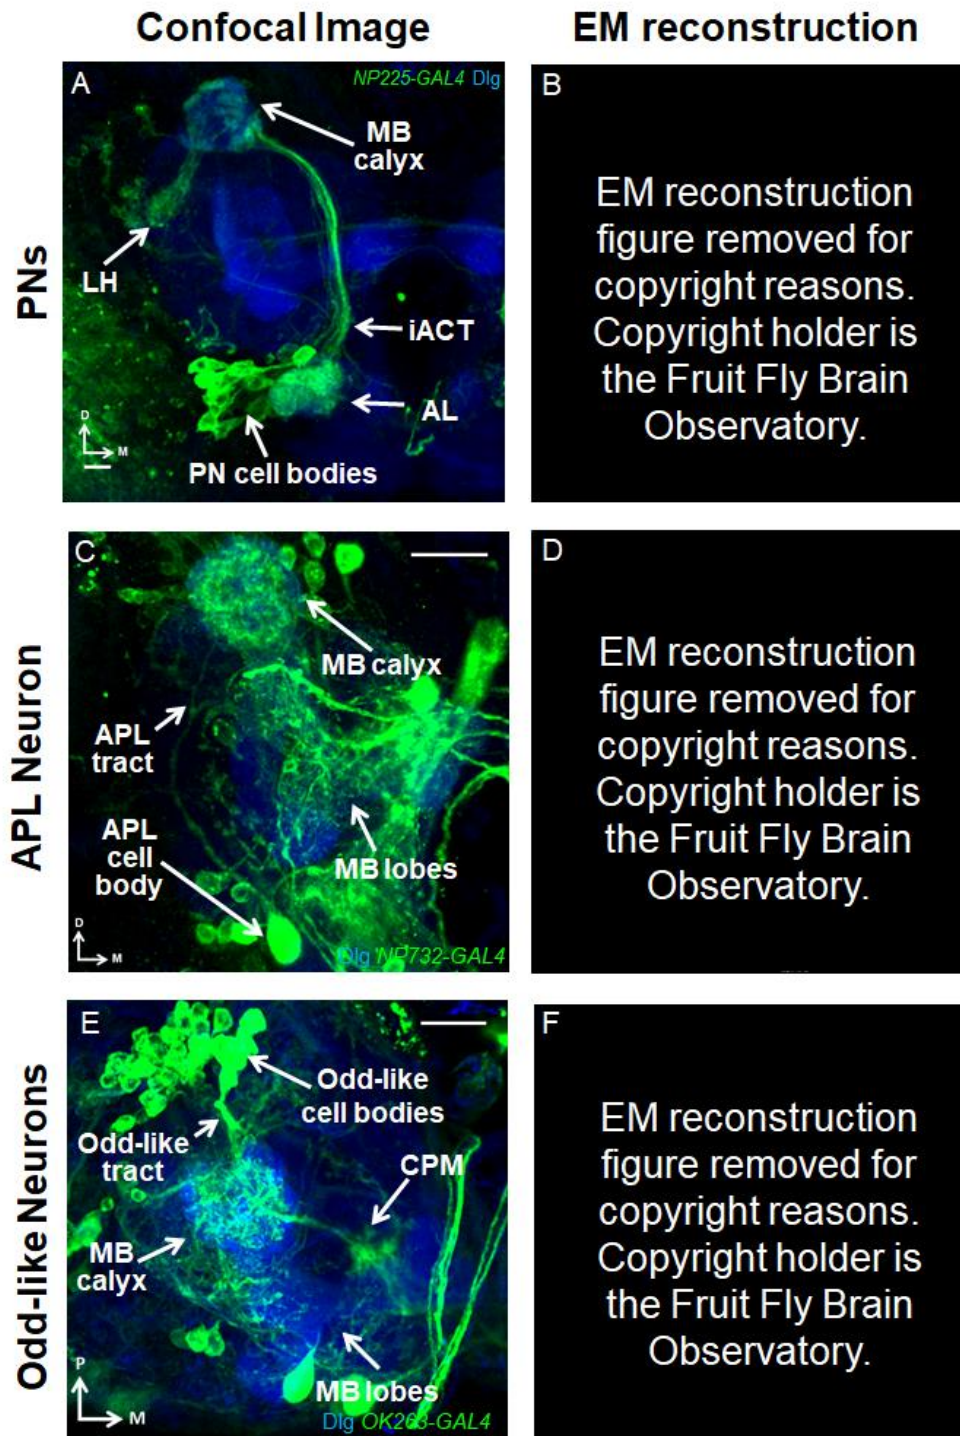 Confocal Image
EM reconstruction
PNs
A
NP225-GAL4 Dlg
MB
calyx
LH
iACT
AL
PN cell bodies
D
M
B
EM reconstruction
figure removed for
copyright reasons.
Copyright holder is
the Fruit Fly Brain
Observatory.
APL Neuron
C
MB calyx
APL
tract
APL
cell
body
MB lobes
D
M
Dlg NP732-GAL4
D
EM reconstruction
figure removed for
copyright reasons.
Copyright holder is
the Fruit Fly Brain
Observatory.
Odd-like Neurons
E
Odd-like
cell bodies
Odd-like
tract
CPM
MB
calyx
MB lobes
P
M
Dlg OK263-GAL4
F
EM reconstruction
figure removed for
copyright reasons.
Copyright holder is
the Fruit Fly Brain
Observatory.